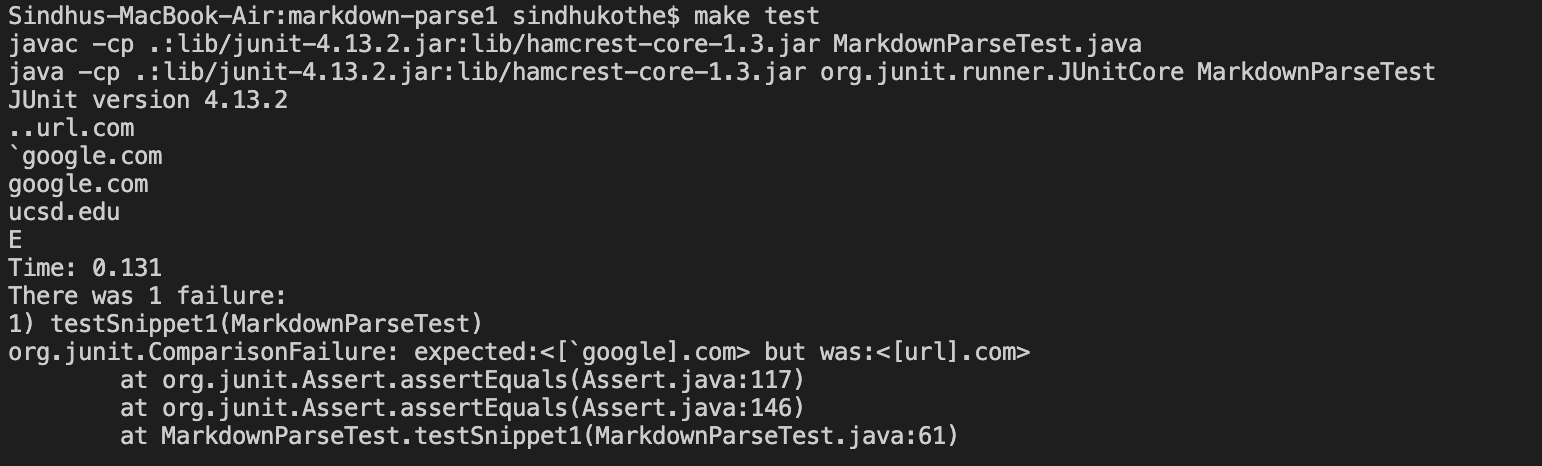 Sindhus-MacBook-Air:markdown-parse1 sindhukothe$ make test
javac -cp .:lib/junit-4.13.2.jar:lib/hamcrest-core-1.3.jar MarkdownParseTest.java
java -cp .:lib/junit-4.13.2.jar:lib/hamcrest-core-1.3.jar org.junit.runner.JUnitCore MarkdownParseTest
JUnit version 4.13.2
..url.com
`google.com
google.com
ucsd.edu
E
Time: 0.131
There was 1 failure:
1) testSnippet1(MarkdownParseTest)
org.junit.ComparisonFailure: expected:<[`google].com> but was:<[url].com>
        at org.junit.Assert.assertEquals(Assert.java:117)
        at org.junit.Assert.assertEquals(Assert.java:146)
        at MarkdownParseTest.testSnippet1(MarkdownParseTest.java:61)